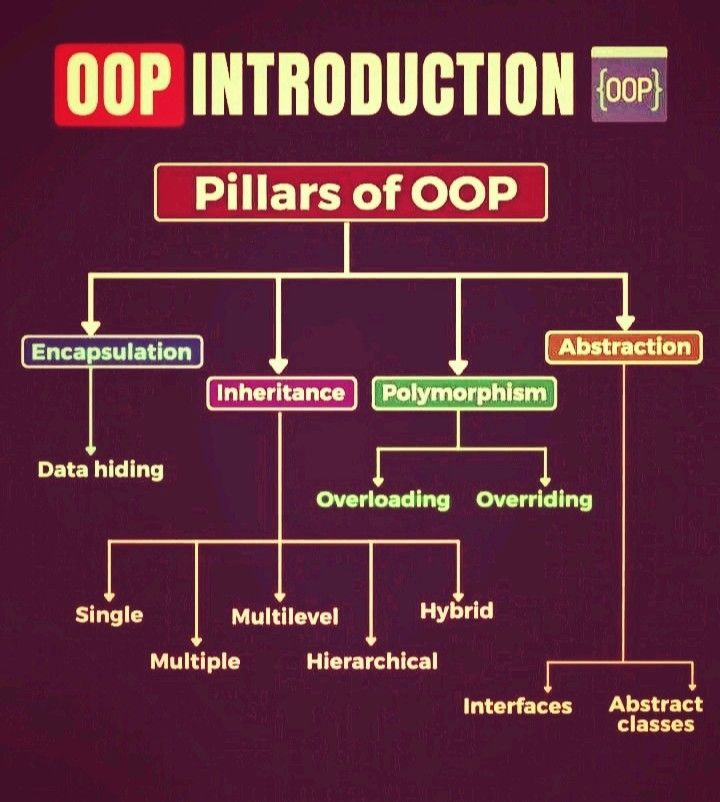 OOP INTRODUCTION {OOP}
Pillars of OOP
Encapsulation
Abstraction
Inheritance
Polymorphism
Data hiding
Overloading
Overriding
Single
Multilevel
Hybrid
Multiple
Hierarchical
Interfaces
Abstract
classes